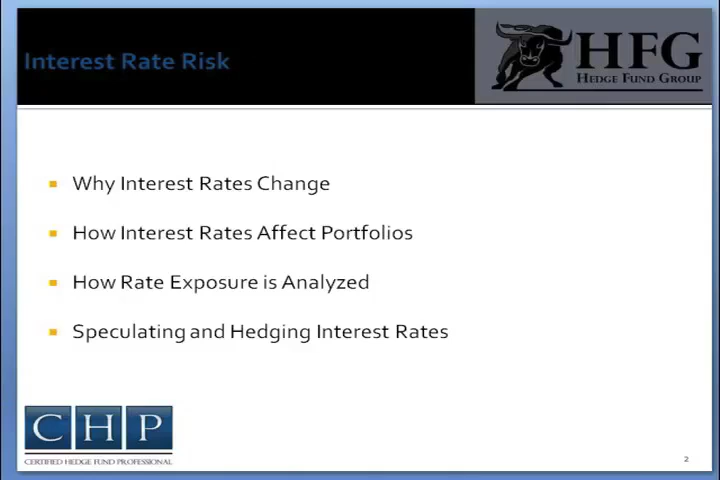 Interest Rate Risk
HFG
HEDGE FUND GROUP
Why Interest Rates Change
How Interest Rates Affect Portfolios
How Rate Exposure is Analyzed
Speculating and Hedging Interest Rates
CHP
CERTIFIED HEDGE FUND PROFESSIONAL
2